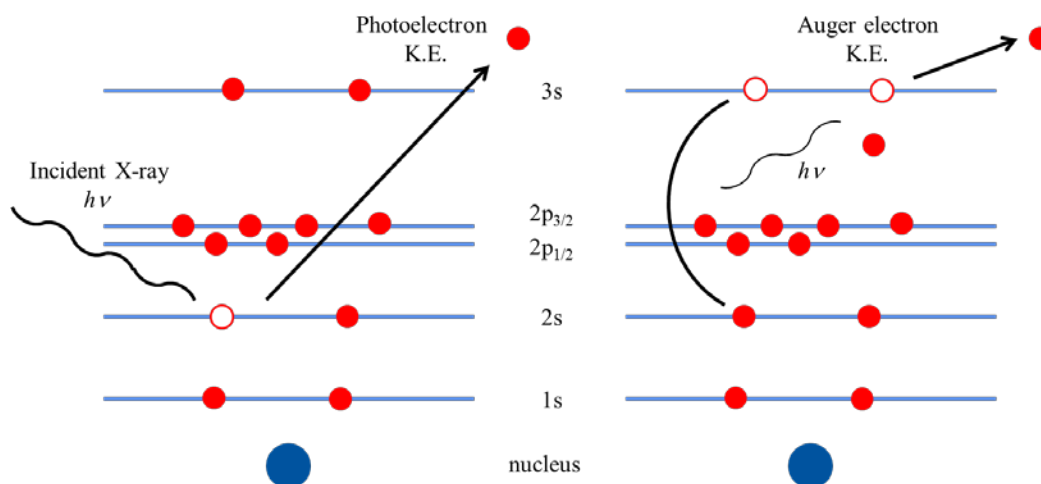 Photoelectron
K.E.
Auger electron
K.E.
3s
Incident X-ray
hν
hν
2p3/2
2p1/2
2s
1s
nucleus